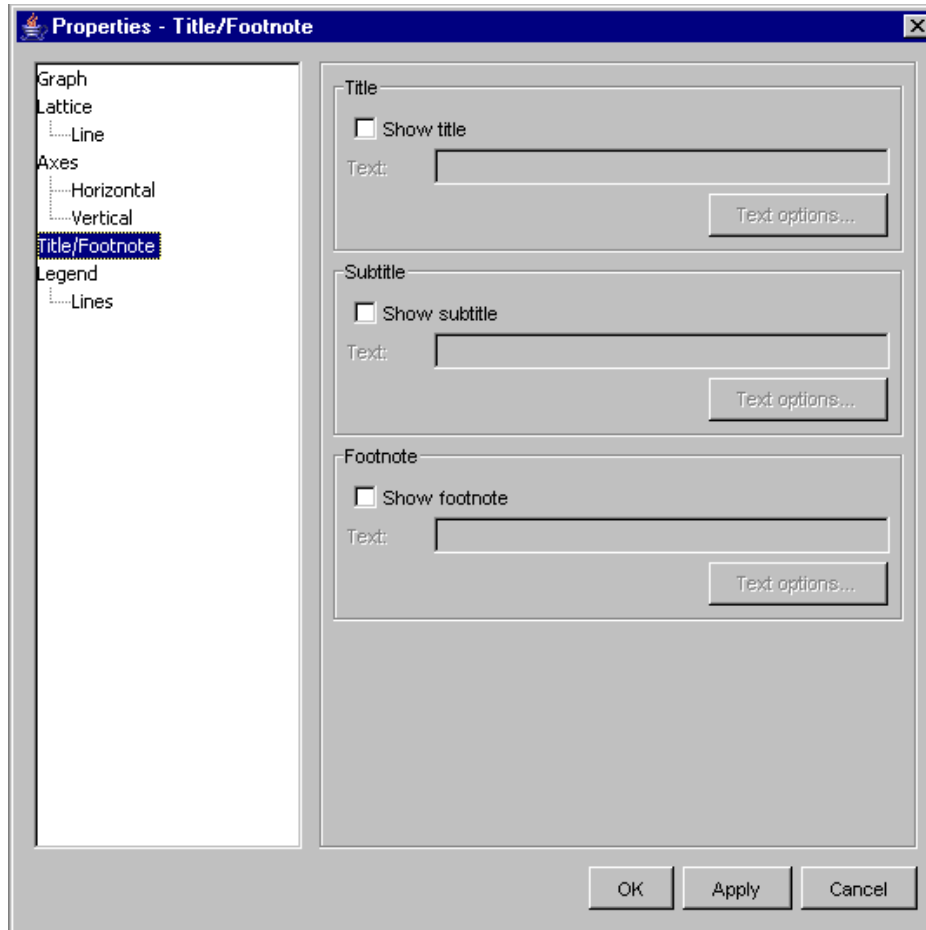 Properties - Title/Footnote
Graph
Lattice
Line
Axes
Horizontal
Vertical
Title/Footnote
Legend
Lines
Title
Show title
Text:
Text options...
Subtitle
Show subtitle
Text:
Text options...
Footnote
Show footnote
Text:
Text options...
OK Apply Cancel